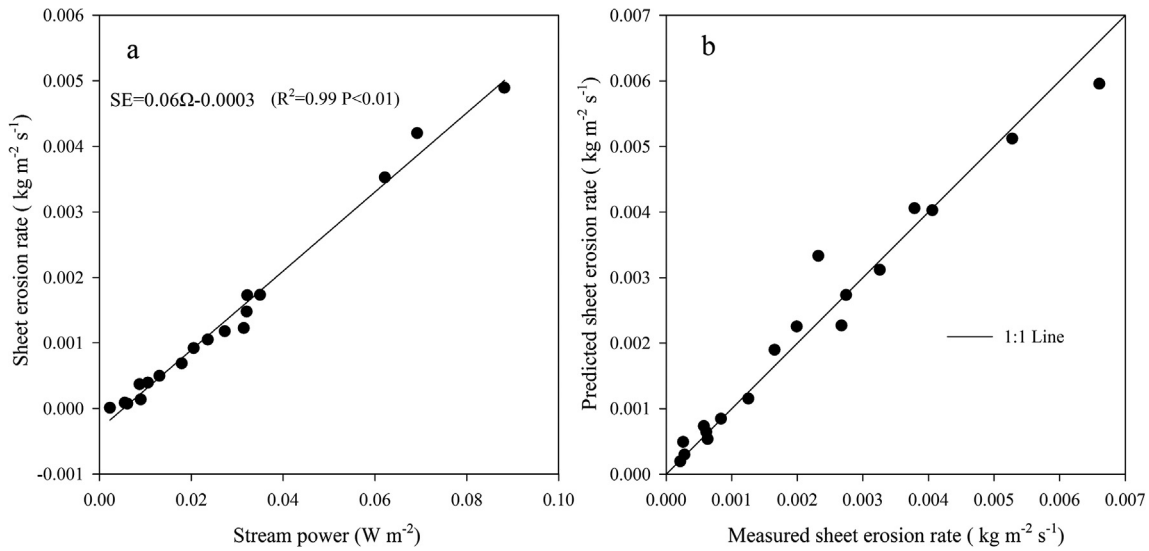 a
SE=0.06Ω-0.0003 (R²=0.99 P<0.01)
Sheet erosion rate ( kg m⁻² s⁻¹)
0.006
0.005
0.004
0.003
0.002
0.001
0.000
-0.001
0.00 0.02 0.04 0.06 0.08 0.10
Stream power (W m⁻²)
b
Predicted sheet erosion rate ( kg m⁻² s⁻¹)
0.007
0.006
0.005
0.004
0.003
0.002
0.001
0.000
1:1 Line
0.000 0.001 0.002 0.003 0.004 0.005 0.006 0.007
Measured sheet erosion rate ( kg m⁻² s⁻¹)